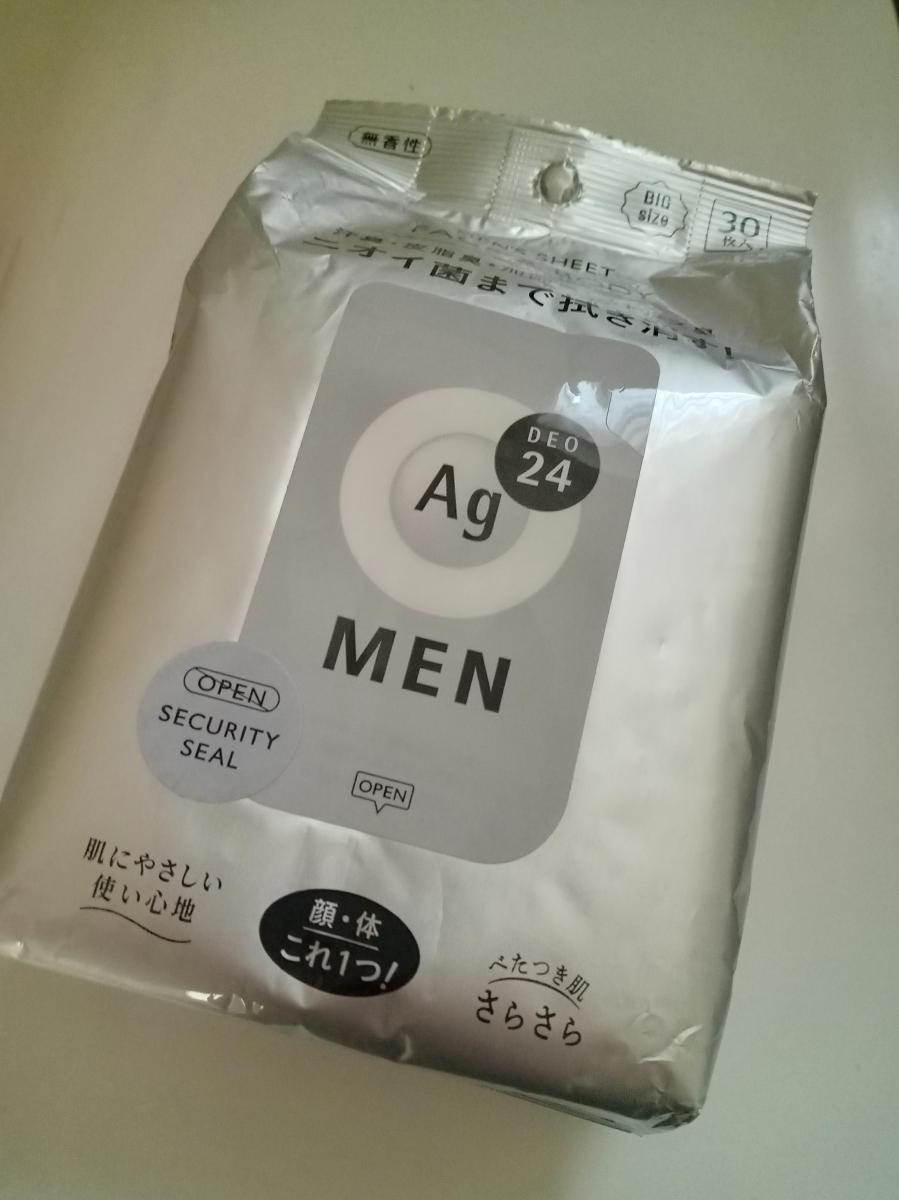 無香性
BIG
size
30
枚入
SHEET
ニオイ菌まで拭き消す!
DEO
24
Ag
MEN
OPEN
SECURITY
SEAL
OPEN
肌にやさしい
使い心地
顔・体
これ1つ!
べたつき肌
さらさら